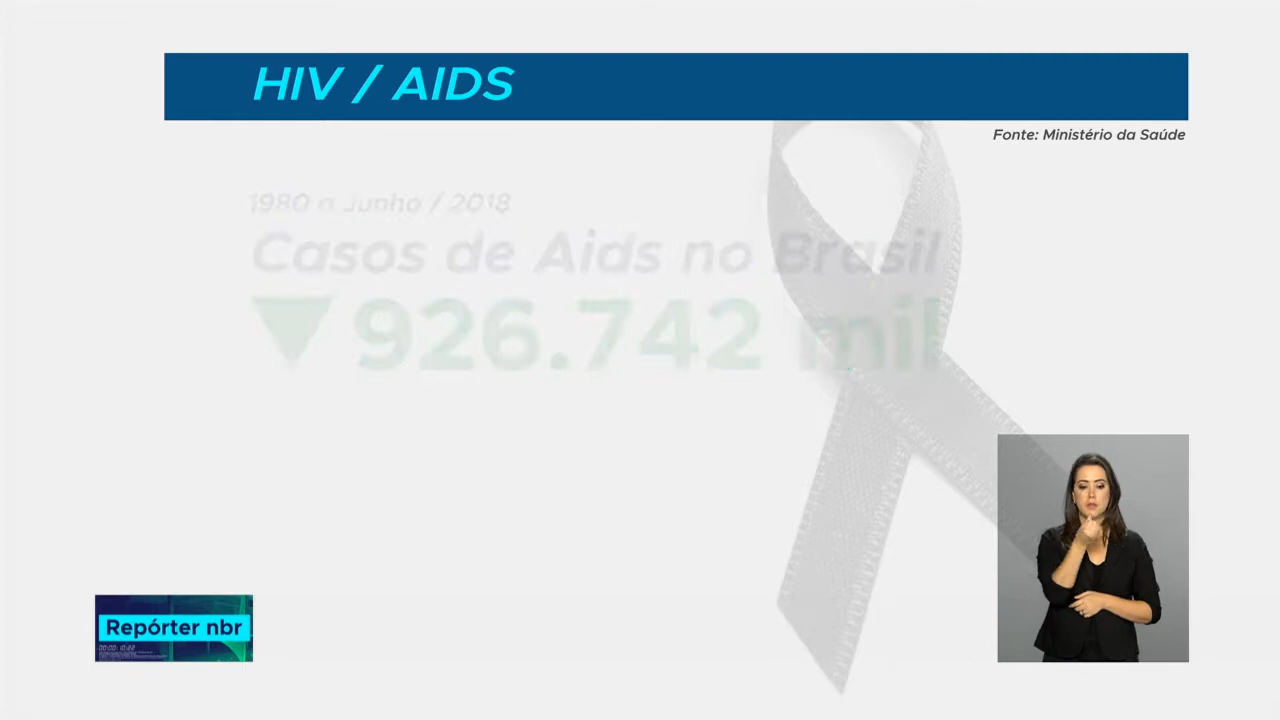 HIV / AIDS
Fonte: Ministério da Saúde
1980 a Junho / 2018
Casos de Aids no Brasil
▼926.742 mil
Repórter nbr